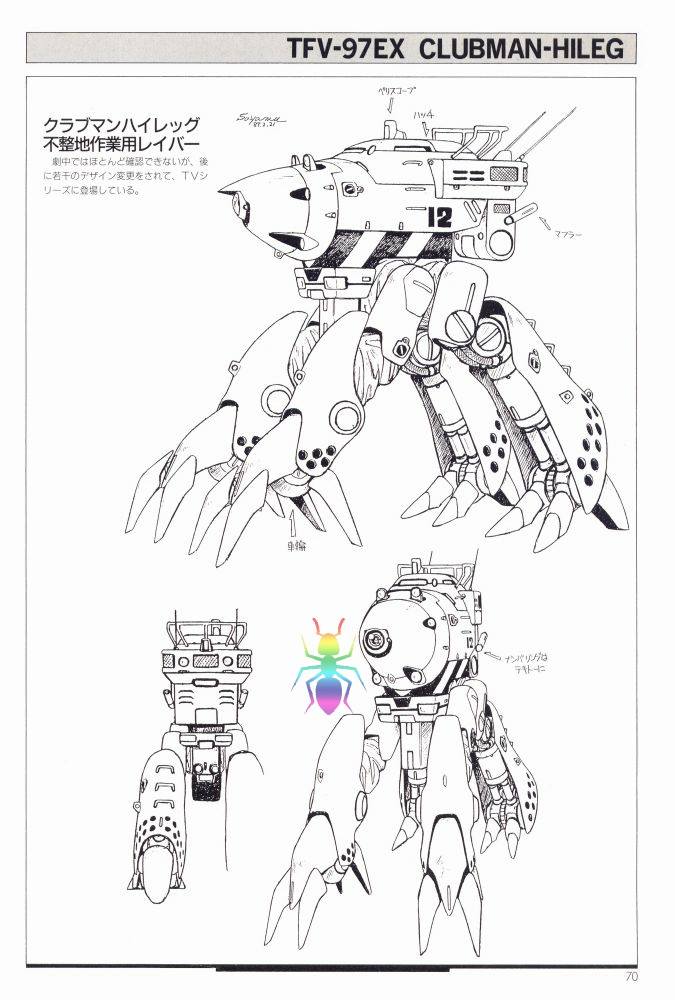 TFV-97EX CLUBMAN-HILEG
クラブマンハイレッグ
不整地作業用レイバー
劇中ではほとんど確認できないが、後
に若干のデザイン変更をされて、TVシ
リーズに登場している。
ペリスコープ
ハッチ
12
マフラー
車輪
12
ナンバリングは
テキトーに
70